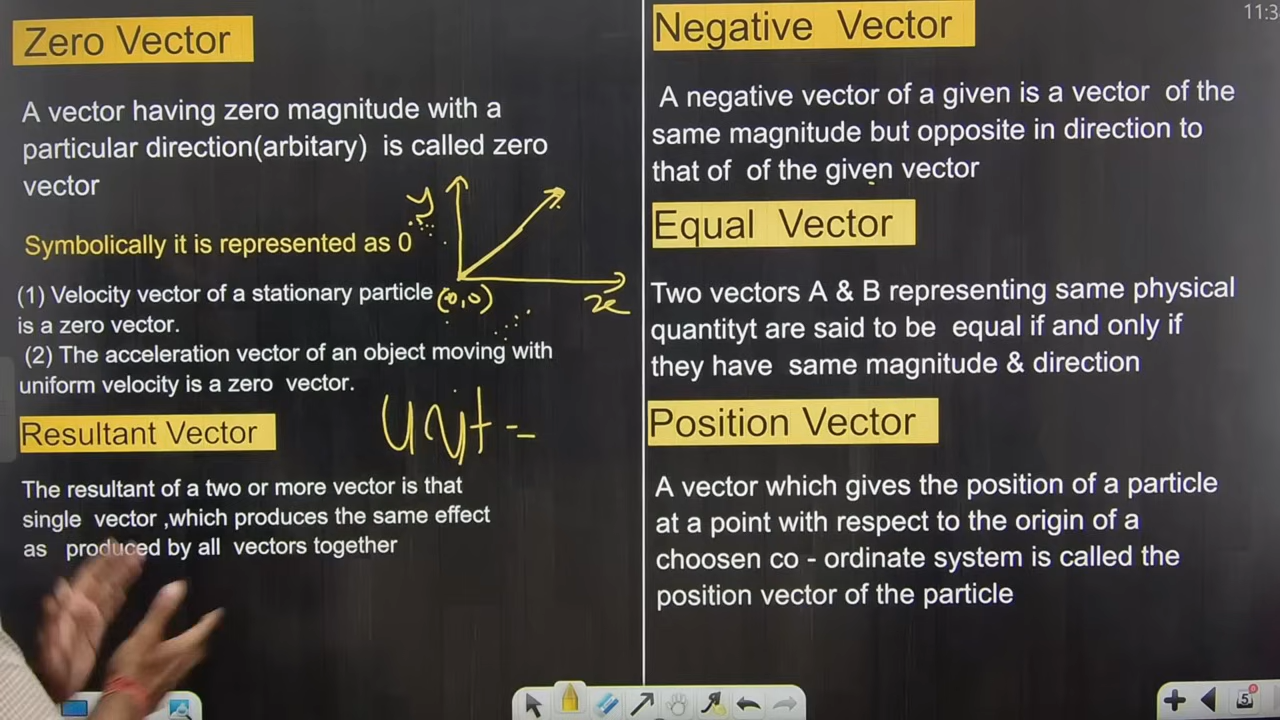 Zero Vector
A vector having zero magnitude with a
particular direction(arbitary) is called zero
vector
y
Symbolically it is represented as 0
(1) Velocity vector of a stationary particle (0,0)
x
is a zero vector.
(2) The acceleration vector of an object moving with
uniform velocity is a zero vector.
Unit =
Resultant Vector
The resultant of a two or more vector is that
single vector ,which produces the same effect
as produced by all vectors together
11:3
Negative Vector
A negative vector of a given is a vector of the
same magnitude but opposite in direction to
that of of the given vector
Equal Vector
Two vectors A & B representing same physical
quantityt are said to be equal if and only if
they have same magnitude & direction
Position Vector
A vector which gives the position of a particle
at a point with respect to the origin of a
choosen co - ordinate system is called the
position vector of the particle
5